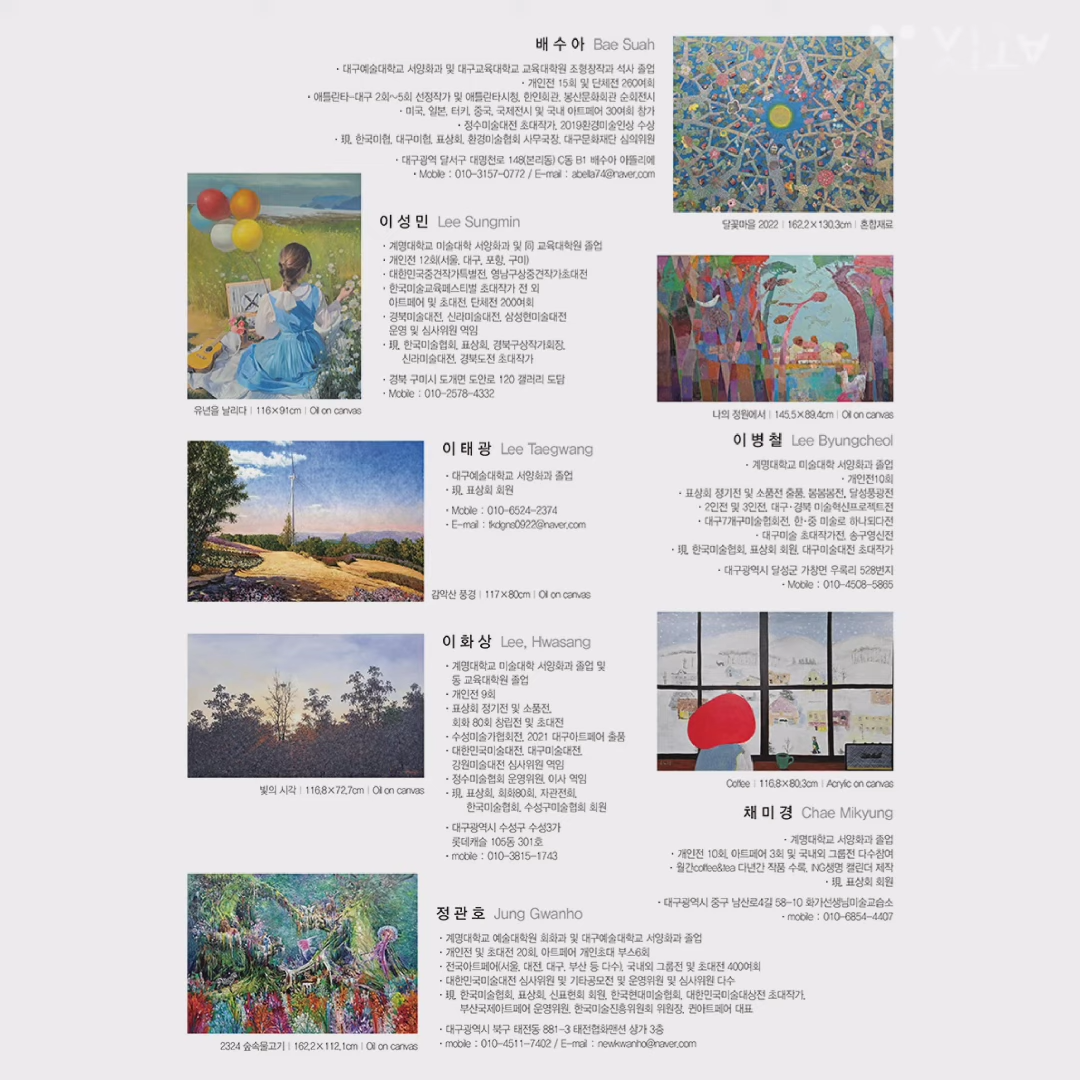 배수아 Bae Suah
· 대구예술대학교 서양화과 및 대구교육대학교 교육대학원 조형창작과 석사 졸업
· 개인전 15회 및 단체전 260여회
· 애틀란타-대구 2회~5회 선정작가 및 애틀란타시청, 한인회관, 봉산문화회관 순회전시
· 미국, 일본, 터키, 중국, 국제전시 및 국내 아트페어 30여회 참가
· 정수미술대전 초대작가, 2019환경미술인상 수상
· 現, 한국미협, 대구미협, 표상회, 환경미술협회 사무국장, 대구문화재단 심의위원
· 대구광역 달서구 대명천로 148(본리동) C동 B1 배수아 아뜰리에
· Mobile : 010-3157-0772 / E-mail : abella74@naver.com
달꽃마을 2022 | 162.2×130.3cm | 혼합재료
이성민 Lee Sungmin
· 계명대학교 미술대학 서양화과 및 同 교육대학원 졸업
· 개인전 12회(서울, 대구, 포항, 구미)
· 대한민국중견작가특별전, 영남구상중견작가초대전
· 한국미술교육페스티벌 초대작가 전 외
아트페어 및 초대전, 단체전 200여회
· 경북미술대전, 신라미술대전, 삼성현미술대전
운영 및 심사위원 역임
· 現, 한국미술협회, 표상회, 경북구상작가회장,
신라미술대전, 경북도전 초대작가
· 경북 구미시 도개면 도안로 120 갤러리 도담
· Mobile : 010-2578-4332
유년을 날리다 | 116×91cm | Oil on canvas
나의 정원에서 | 145.5×89.4cm | Oil on canvas
이병철 Lee Byungcheol
· 계명대학교 미술대학 서양화과 졸업
· 개인전10회
· 표상회 정기전 및 소품전 출품, 봄봄봄전, 달성풍광전
· 2인전 및 3인전, 대구·경북 미술혁신프로젝트전
· 대구7개구미술협회전, 한·중 미술로 하나되다전
· 대구미술 초대작가전, 송구영신전
· 現, 한국미술협회, 표상회 회원, 대구미술대전 초대작가
· 대구광역시 달성군 가창면 우록리 528번지
· Mobile : 010-4508-5865
이태광 Lee Taegwang
· 대구예술대학교 서양화과 졸업
· 現, 표상회 회원
· Mobile : 010-6524-2374
· E-mail : tkdgns0922@naver.com
감악산 풍경 | 117×80cm | Oil on canvas
이화상 Lee, Hwasang
· 계명대학교 미술대학 서양화과 졸업 및
동 교육대학원 졸업
· 개인전 9회
· 표상회 정기전 및 소품전,
회화 80회 창립전 및 초대전
· 수성미술가협회전, 2021 대구아트페어 출품
· 대한민국미술대전, 대구미술대전,
강원미술대전 심사위원 역임
· 정수미술협회 운영위원, 이사 역임
· 現, 표상회, 회화80회, 자관전회,
한국미술협회, 수성구미술협회 회원
· 대구광역시 수성구 수성3가
롯데캐슬 105동 301호
· mobile : 010-3815-1743
빛의 시각 | 116.8×72.7cm | Oil on canvas
Coffee | 116.8×80.3cm | Acrylic on canvas
채미경 Chae Mikyung
· 계명대학교 서양화과 졸업
· 개인전 10회, 아트페어 3회 및 국내외 그룹전 다수참여
· 월간coffee&tea 다년간 작품 수록, ING생명 캘린더 제작
· 現, 표상회 회원
· 대구광역시 중구 남산로4길 58-10 화가선생님미술교습소
· mobile : 010-6854-4407
정관호 Jung Gwanho
· 계명대학교 예술대학원 회화과 및 대구예술대학교 서양화과 졸업
· 개인전 및 초대전 20회, 아트페어 개인초대 부스6회
· 전국아트페어(서울, 대전, 대구, 부산 등 다수), 국내외 그룹전 및 초대전 400여회
· 대한민국미술대전 심사위원 및 기타공모전 및 운영위원 및 심사위원 다수
· 現, 한국미술협회, 표상회, 신표현회 회원, 한국현대미술협회, 대한민국미술대상전 초대작가,
부산국제아트페어 운영위원, 한국미술진흥위원회 위원장, 퀸아트페어 대표
· 대구광역시 북구 태전동 881-3 태전협화맨션 상가 3층
· mobile : 010-4511-7402 / E-mail : newkwanho@naver.com
2324 숲속물고기 | 162.2×112.1cm | Oil on canvas